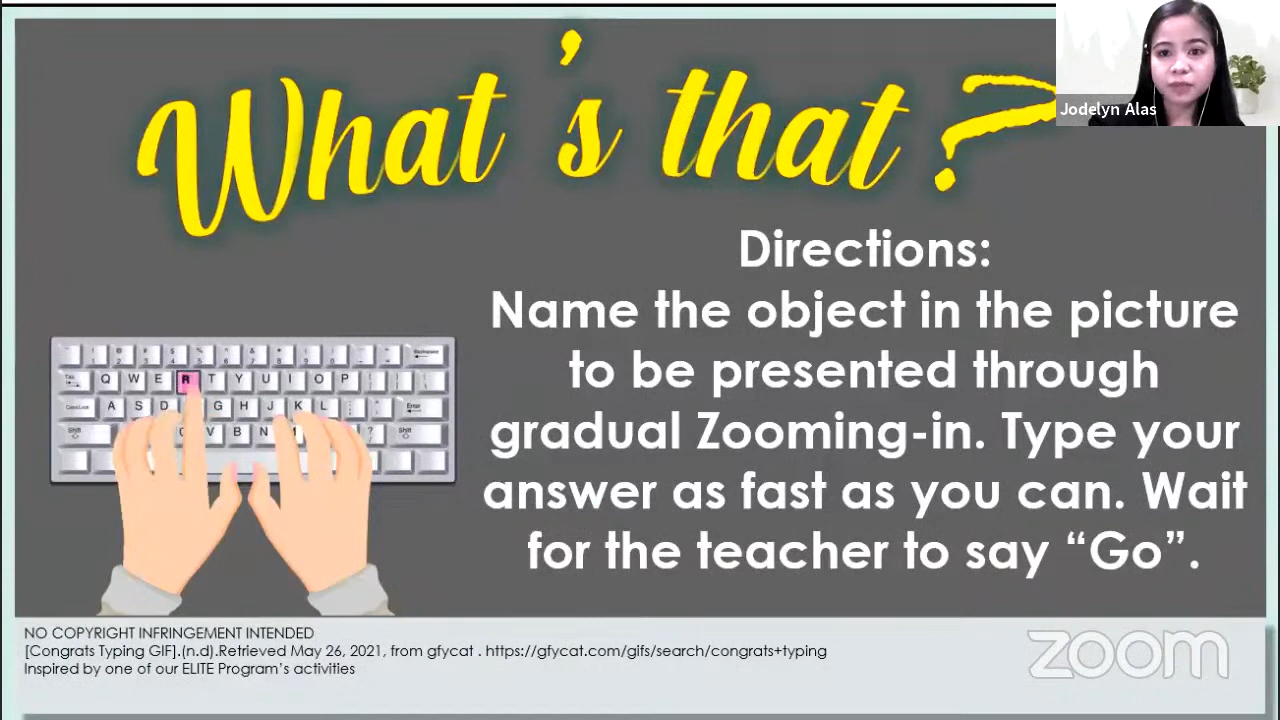 What's that?
Jodelyn Alas
Directions:
Name the object in the picture
to be presented through
gradual Zooming-in. Type your
answer as fast as you can. Wait
for the teacher to say “Go”.
Q W E R T Y U I O P
A S D G H J K L
V B N
NO COPYRIGHT INFRINGEMENT INTENDED
[Congrats Typing GIF].(n.d).Retrieved May 26, 2021, from gfycat . https://gfycat.com/gifs/search/congrats+typing
Inspired by one of our ELITE Program’s activities
zoom